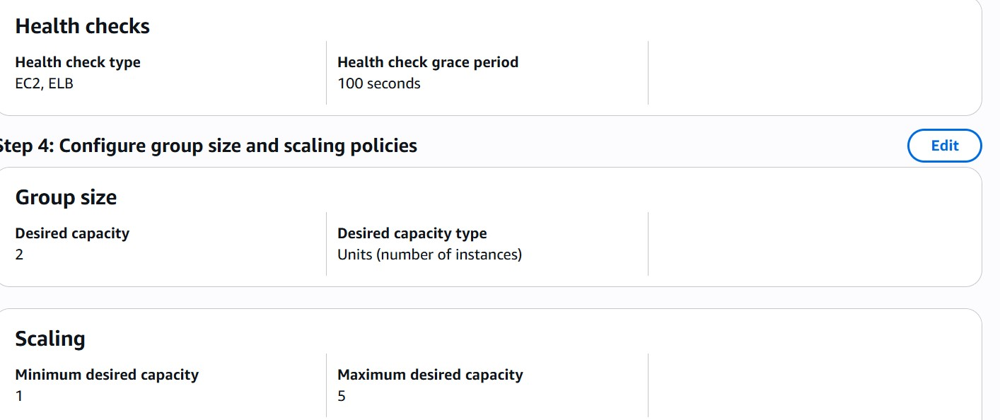 Health checks
Health check type
EC2, ELB
Health check grace period
100 seconds
Step 4: Configure group size and scaling policies
Edit
Group size
Desired capacity
2
Desired capacity type
Units (number of instances)
Scaling
Minimum desired capacity
1
Maximum desired capacity
5